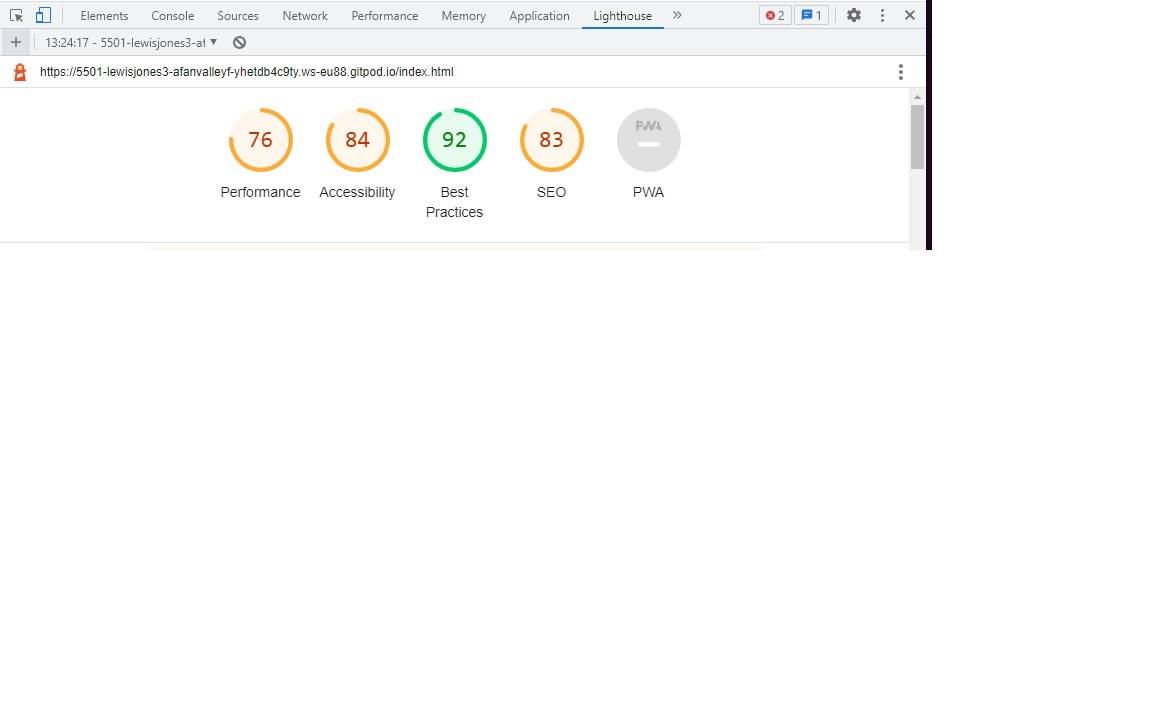 Elements Console Sources Network Performance Memory Application Lighthouse » 2 1
+ 13:24:17 - 5501-lewisjones3-af
https://5501-lewisjones3-afanvalleyf-yhetdb4c9ty.ws-eu88.gitpod.io/index.html
76 84 92 83 PWA
Performance Accessibility Best Practices SEO PWA